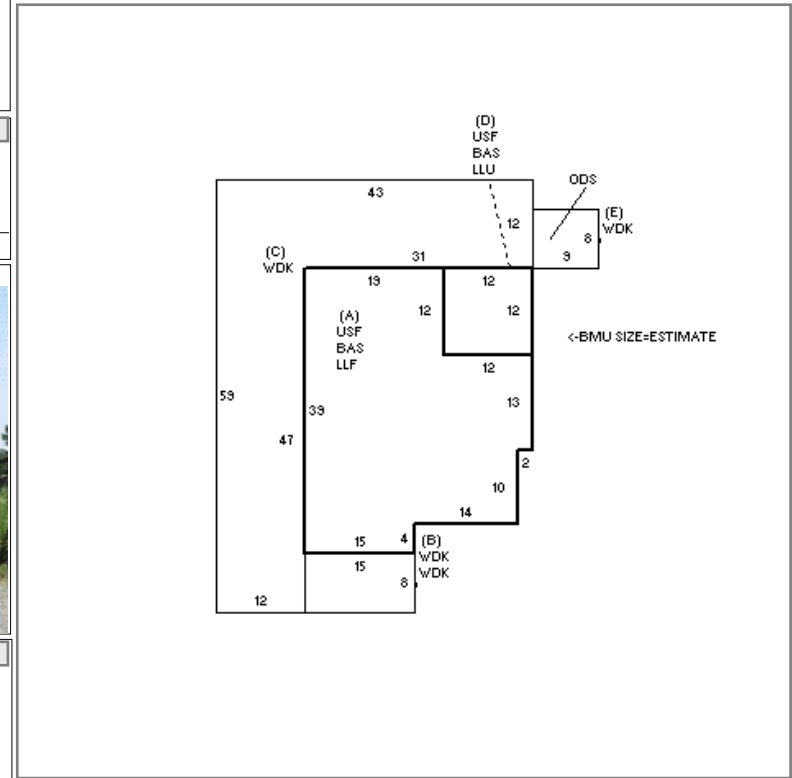 (D)
USF
BAS
LLU
ODS
43
12
(E)
WDK
8
9
(C)
WDK
31
19
12
12
12
(A)
USF
BAS
LLF
<-BMU SIZE=ESTIMATE
12
59
39
13
47
2
10
14
15
4
(B)
WDK
WDK
15
8
12